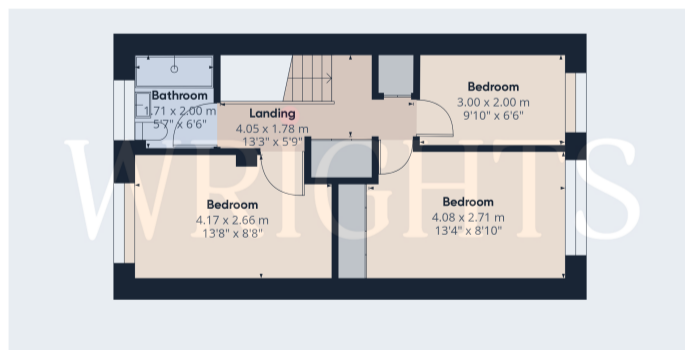 Bathroom
1.71 x 2.00 m
5'7" x 6'6"
Landing
4.05 x 1.78 m
13'3" x 5'9"
Bedroom
3.00 x 2.00 m
9'10" x 6'6"
Bedroom
4.17 x 2.66 m
13'8" x 8'8"
Bedroom
4.08 x 2.71 m
13'4" x 8'10"
WRIGHTS